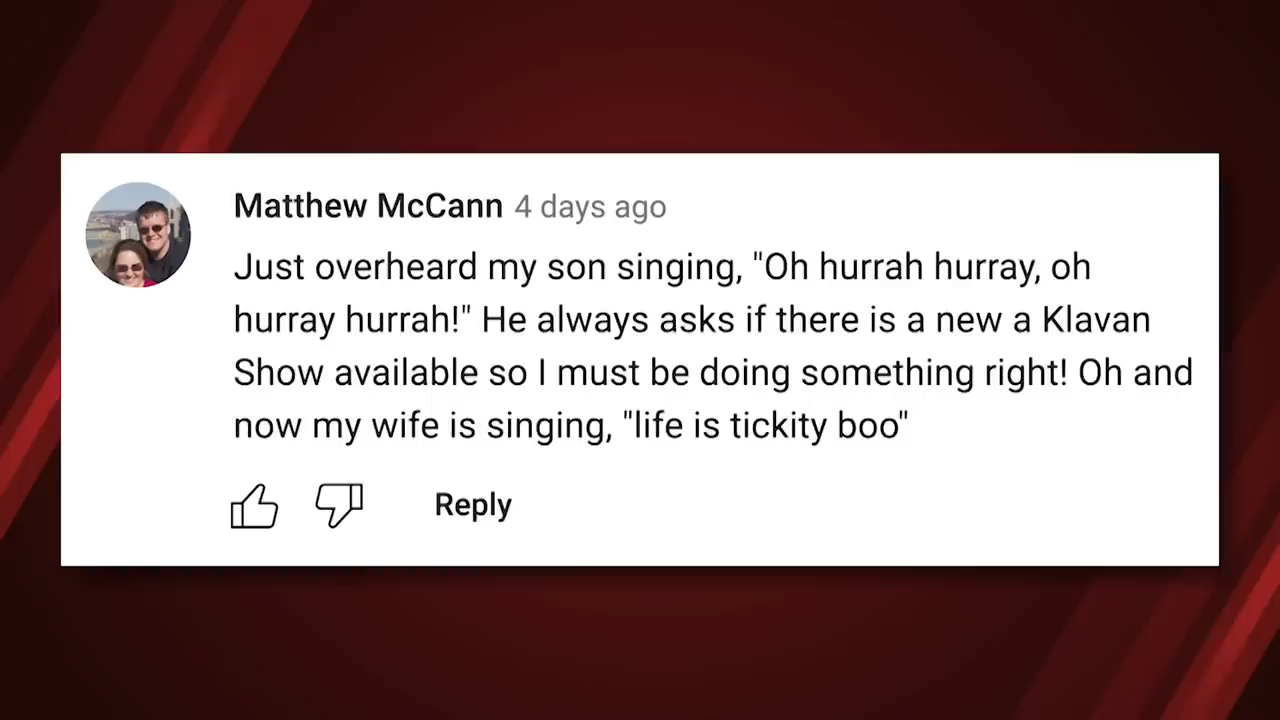 Matthew McCann 4 days ago
Just overheard my son singing, "Oh hurrah hurray, oh
hurray hurrah!" He always asks if there is a new a Klavan
Show available so I must be doing something right! Oh and
now my wife is singing, "life is tickity boo"
Reply